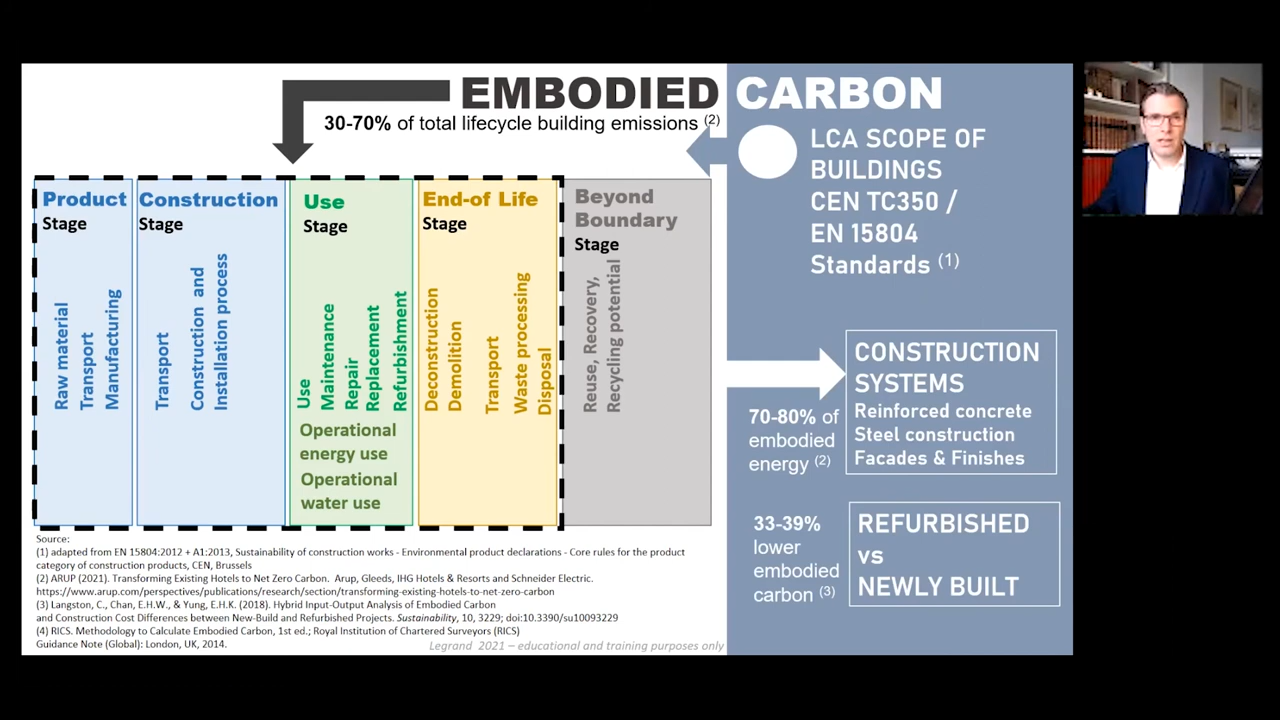 EMBODIED CARBON
30-70% of total lifecycle building emissions (2)
Product
Stage
Raw material
Transport
Manufacturing
Construction
Stage
Transport
Construction and
Installation process
Use
Stage
Use
Maintenance
Repair
Replacement
Refurbishment
Operational
energy use
Operational
water use
End-of Life
Stage
Deconstruction
Demolition
Transport
Waste processing
Disposal
Beyond
Boundary
Stage
Reuse, Recovery,
Recycling potential
LCA SCOPE OF
BUILDINGS
CEN TC350 /
EN 15804
Standards (1)
70-80% of
embodied
energy (2)
CONSTRUCTION
SYSTEMS
Reinforced concrete
Steel construction
Facades & Finishes
33-39%
lower
embodied
carbon (3)
REFURBISHED
vs
NEWLY BUILT
Source:
(1) adapted from EN 15804:2012 + A1:2013, Sustainability of construction works - Environmental product declarations - Core rules for the product
category of construction products, CEN, Brussels
(2) ARUP (2021). Transforming Existing Hotels to Net Zero Carbon. Arup, Gleeds, IHG Hotels & Resorts and Schneider Electric.
https://www.arup.com/perspectives/publications/research/section/transforming-existing-hotels-to-net-zero-carbon
(3) Langston, C., Chan, E.H.W., & Yung, E.H.K. (2018). Hybrid Input-Output Analysis of Embodied Carbon
and Construction Cost Differences between New-Build and Refurbished Projects. Sustainability, 10, 3229; doi:10.3390/su10093229
(4) RICS. Methodology to Calculate Embodied Carbon, 1st ed.; Royal Institution of Chartered Surveyors (RICS)
Guidance Note (Global): London, UK, 2014.
Legrand 2021 – educational and training purposes only